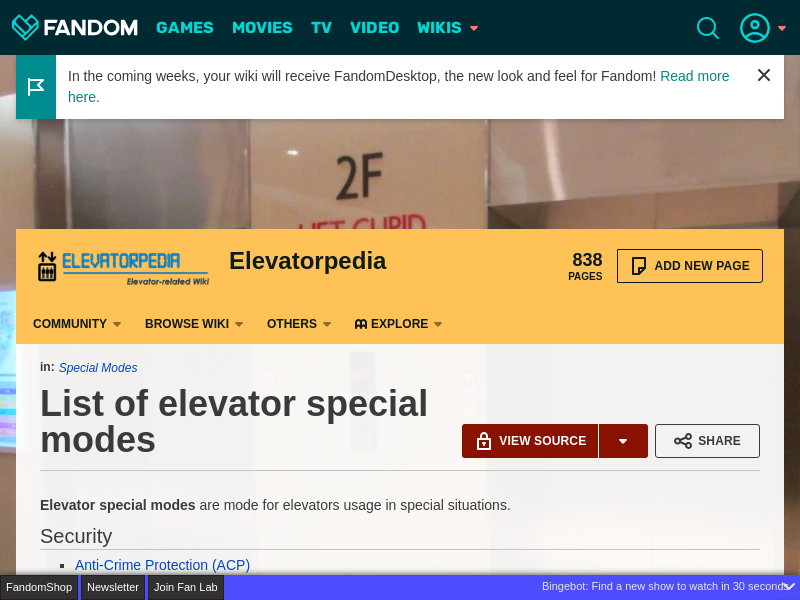 FANDOM GAMES MOVIES TV VIDEO WIKIS
In the coming weeks, your wiki will receive FandomDesktop, the new look and feel for Fandom! Read more
here.
2F
LIFT CUPID
ELEVATORPEDIA
Elevator-related Wiki
Elevatorpedia
838
PAGES
ADD NEW PAGE
COMMUNITY BROWSE WIKI OTHERS EXPLORE
in: Special Modes
List of elevator special
modes
VIEW SOURCE
SHARE
Elevator special modes are mode for elevators usage in special situations.
Security
Anti-Crime Protection (ACP)
FandomShop Newsletter Join Fan Lab Bingebot: Find a new show to watch in 30 seconds